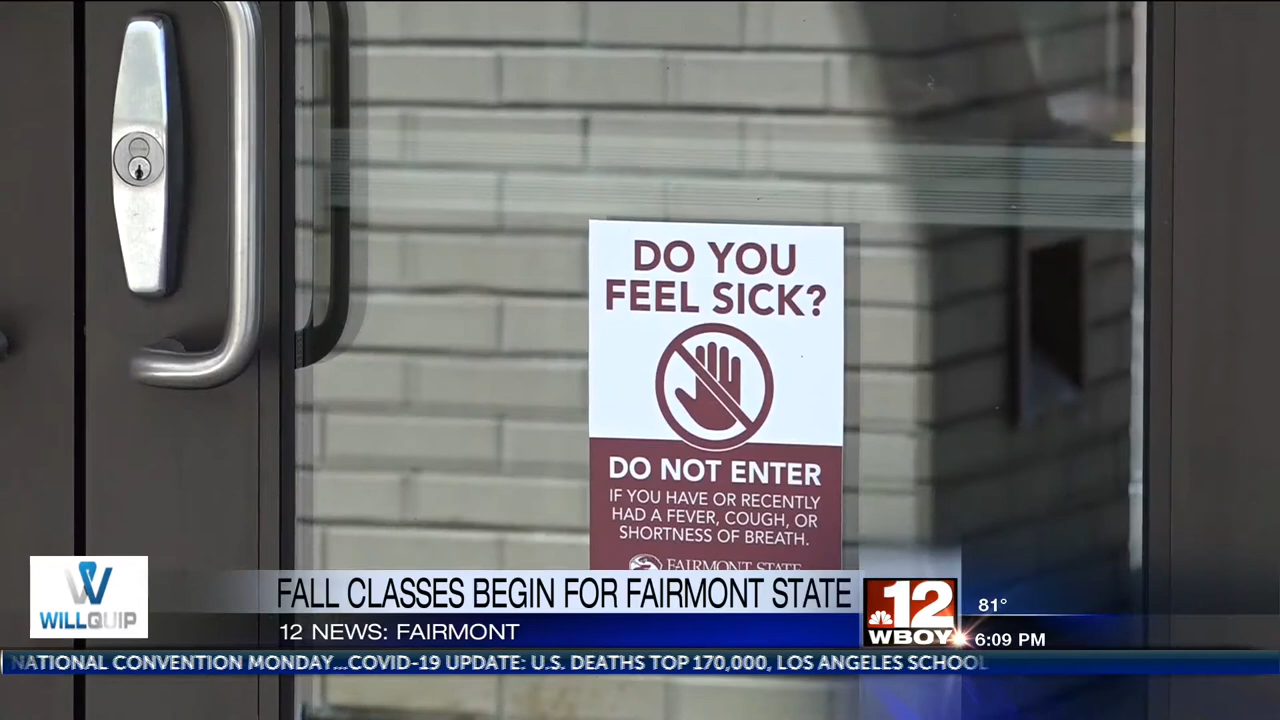 DO YOU
FEEL SICK?
DO NOT ENTER
IF YOU HAVE OR RECENTLY
HAD A FEVER, COUGH, OR
SHORTNESS OF BREATH.
FAIRMONT STATE
WILLQUIP
FALL CLASSES BEGIN FOR FAIRMONT STATE
12 NEWS: FAIRMONT
12
WBOY
81°
6:09 PM
NATIONAL CONVENTION MONDAY...COVID-19 UPDATE: U.S. DEATHS TOP 170,000, LOS ANGELES SCHOOL